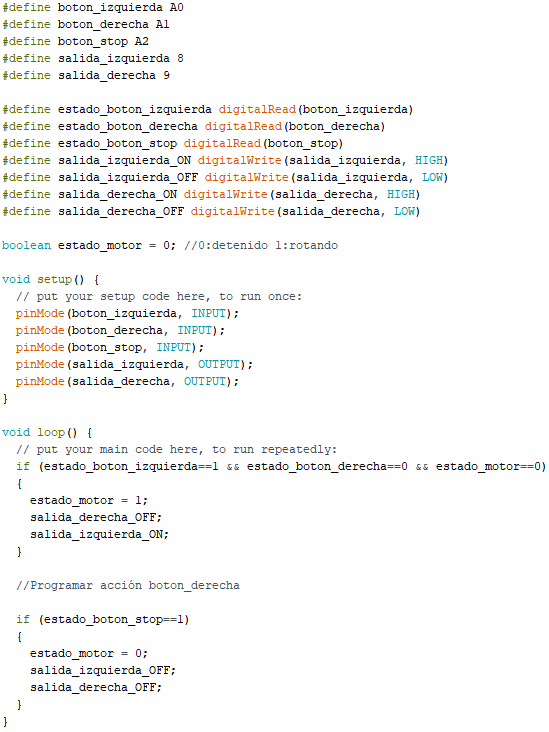 #define boton_izquierda A0
#define boton_derecha A1
#define boton_stop A2
#define salida_izquierda 8
#define salida_derecha 9

#define estado_boton_izquierda digitalRead(boton_izquierda)
#define estado_boton_derecha digitalRead(boton_derecha)
#define estado_boton_stop digitalRead(boton_stop)
#define salida_izquierda_ON digitalWrite(salida_izquierda, HIGH)
#define salida_izquierda_OFF digitalWrite(salida_izquierda, LOW)
#define salida_derecha_ON digitalWrite(salida_derecha, HIGH)
#define salida_derecha_OFF digitalWrite(salida_derecha, LOW)

boolean estado_motor = 0; //0:detenido 1:rotando

void setup() {
  // put your setup code here, to run once:
  pinMode(boton_izquierda, INPUT);
  pinMode(boton_derecha, INPUT);
  pinMode(boton_stop, INPUT);
  pinMode(salida_izquierda, OUTPUT);
  pinMode(salida_derecha, OUTPUT);
}

void loop() {
  // put your main code here, to run repeatedly:
  if (estado_boton_izquierda==1 && estado_boton_derecha==0 && estado_motor==0)
  {
    estado_motor = 1;
    salida_derecha_OFF;
    salida_izquierda_ON;
  }

  //Programar acción boton_derecha

  if (estado_boton_stop==1)
  {
    estado_motor = 0;
    salida_izquierda_OFF;
    salida_derecha_OFF;
  }
}